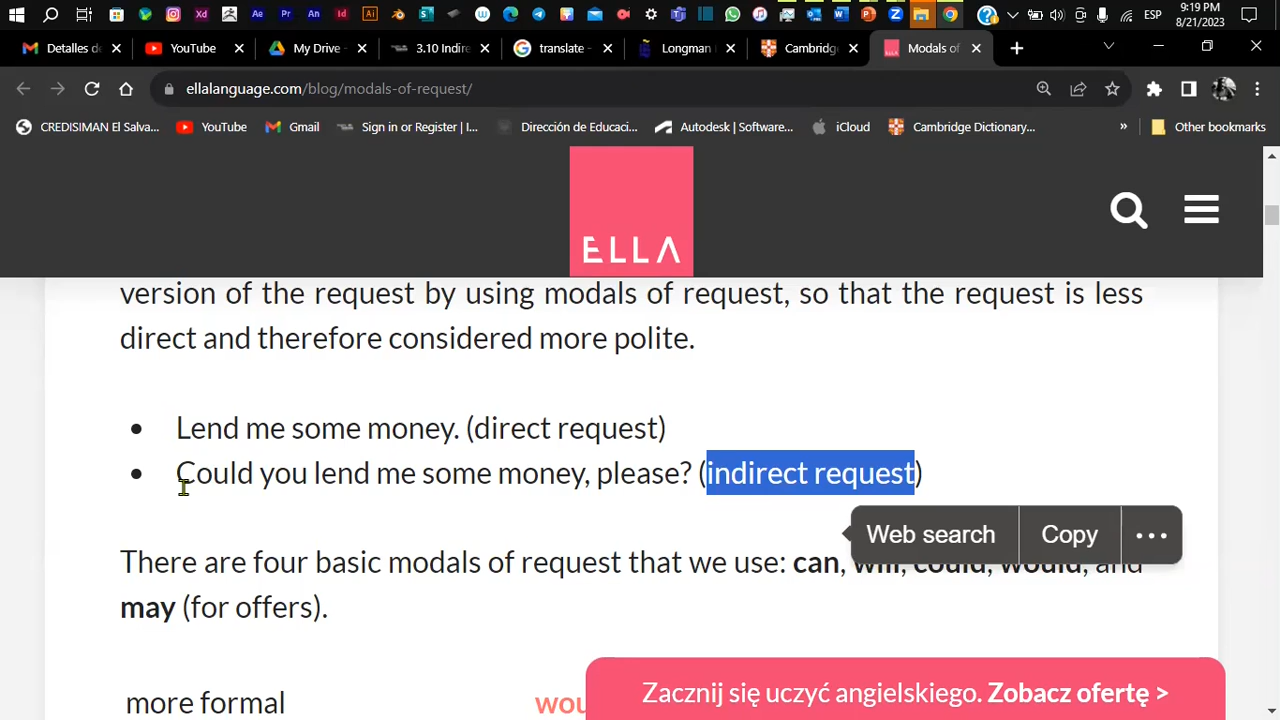 9:19 PM
ESP
8/21/2023
Detalles de
YouTube
My Drive -
3.10 Indire
translate -
Longman
Cambridg
Modals of
ellalanguage.com/blog/modals-of-request/
CREDISIMAN El Salva...
YouTube
Gmail
Sign in or Register | I...
Dirección de Educaci...
Autodesk | Software...
iCloud
Cambridge Dictionary...
»
Other bookmarks
ELLA
version of the request by using modals of request, so that the request is less
direct and therefore considered more polite.
• Lend me some money. (direct request)
• Could you lend me some money, please? (indirect request)
Web search
Copy
...
There are four basic modals of request that we use: can, will, could, would, and
may (for offers).
more formal
wou
Zacznij się uczyć angielskiego. Zobacz ofertę >